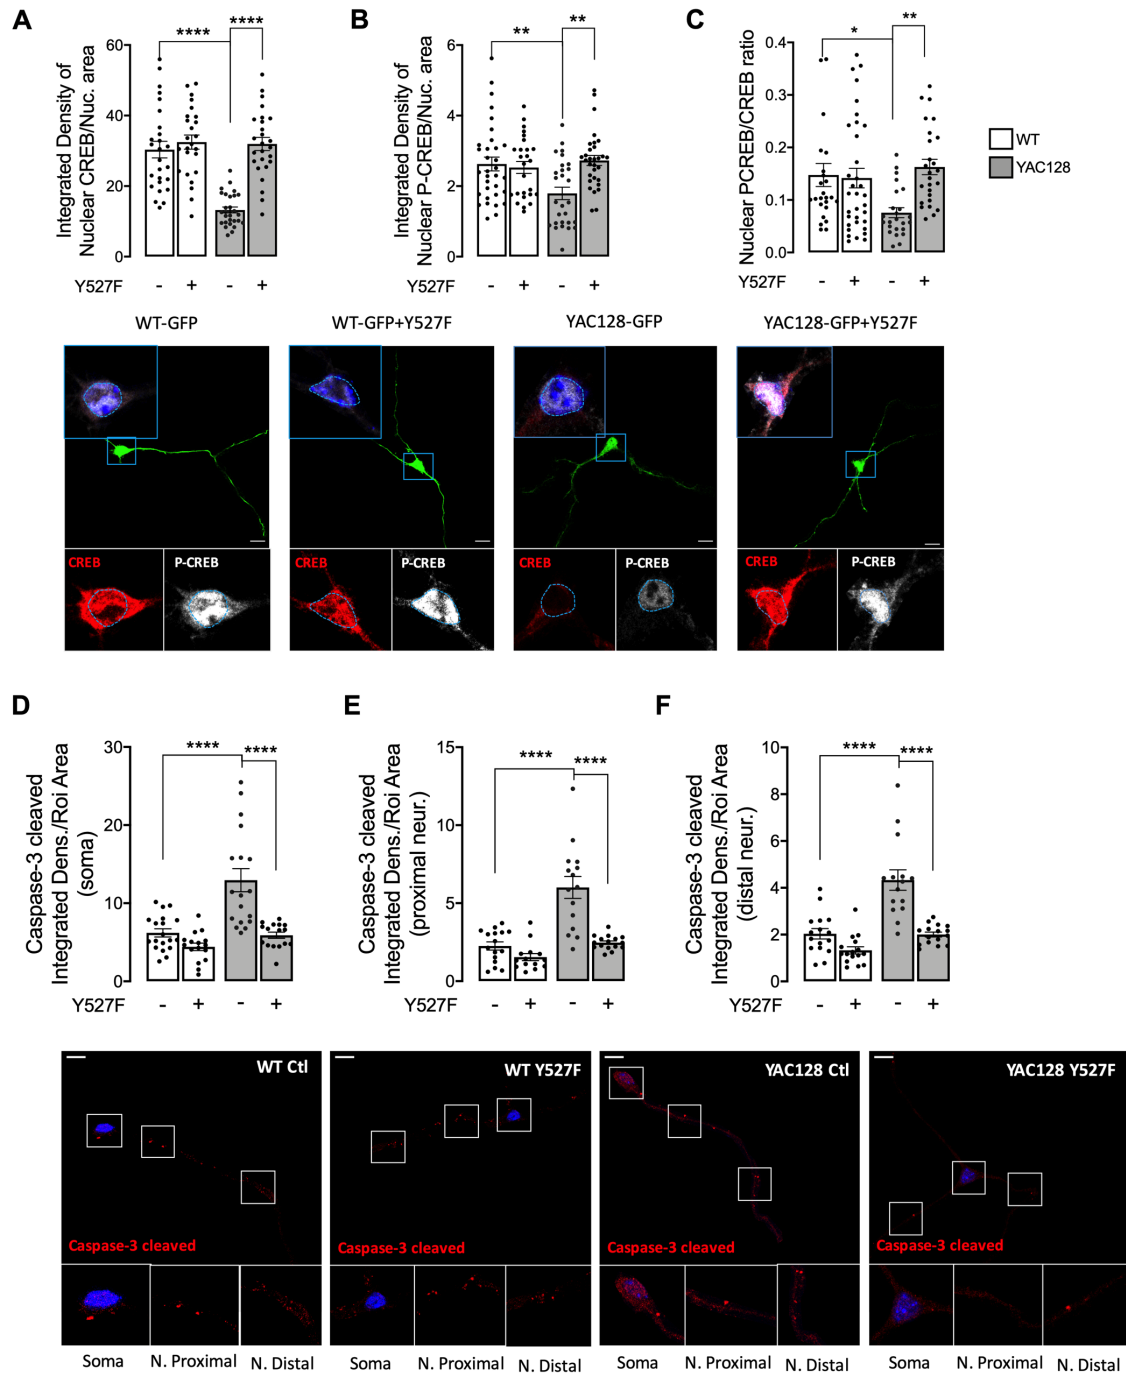 A
B
C
**** ****
** **
* **
Integrated Density of
Nuclear CREB/Nuc. area
60
40
20
0
Integrated Density of
Nuclear P-CREB/Nuc. area
6
4
2
0
Nuclear PCREB/CREB ratio
0.4
0.3
0.2
0.1
0.0
WT
YAC128
Y527F - + - +
Y527F - + - +
Y527F - + - +
WT-GFP
WT-GFP+Y527F
YAC128-GFP
YAC128-GFP+Y527F
CREB P-CREB
CREB P-CREB
CREB P-CREB
CREB P-CREB
D
E
F
**** ****
**** ****
**** ****
Caspase-3 cleaved
Integrated Dens./Roi Area
(soma)
30
20
10
0
Caspase-3 cleaved
Integrated Dens./Roi Area
(proximal neur.)
15
10
5
0
Caspase-3 cleaved
Integrated Dens./Roi Area
(distal neur.)
10
8
6
4
2
0
Y527F - + - +
Y527F - + - +
Y527F - + - +
WT Ctl
WT Y527F
YAC128 Ctl
YAC128 Y527F
Caspase-3 cleaved
Caspase-3 cleaved
Caspase-3 cleaved
Caspase-3 cleaved
Soma N. Proximal N. Distal
Soma N. Proximal N. Distal
Soma N. Proximal N. Distal
Soma N. Proximal N. Distal